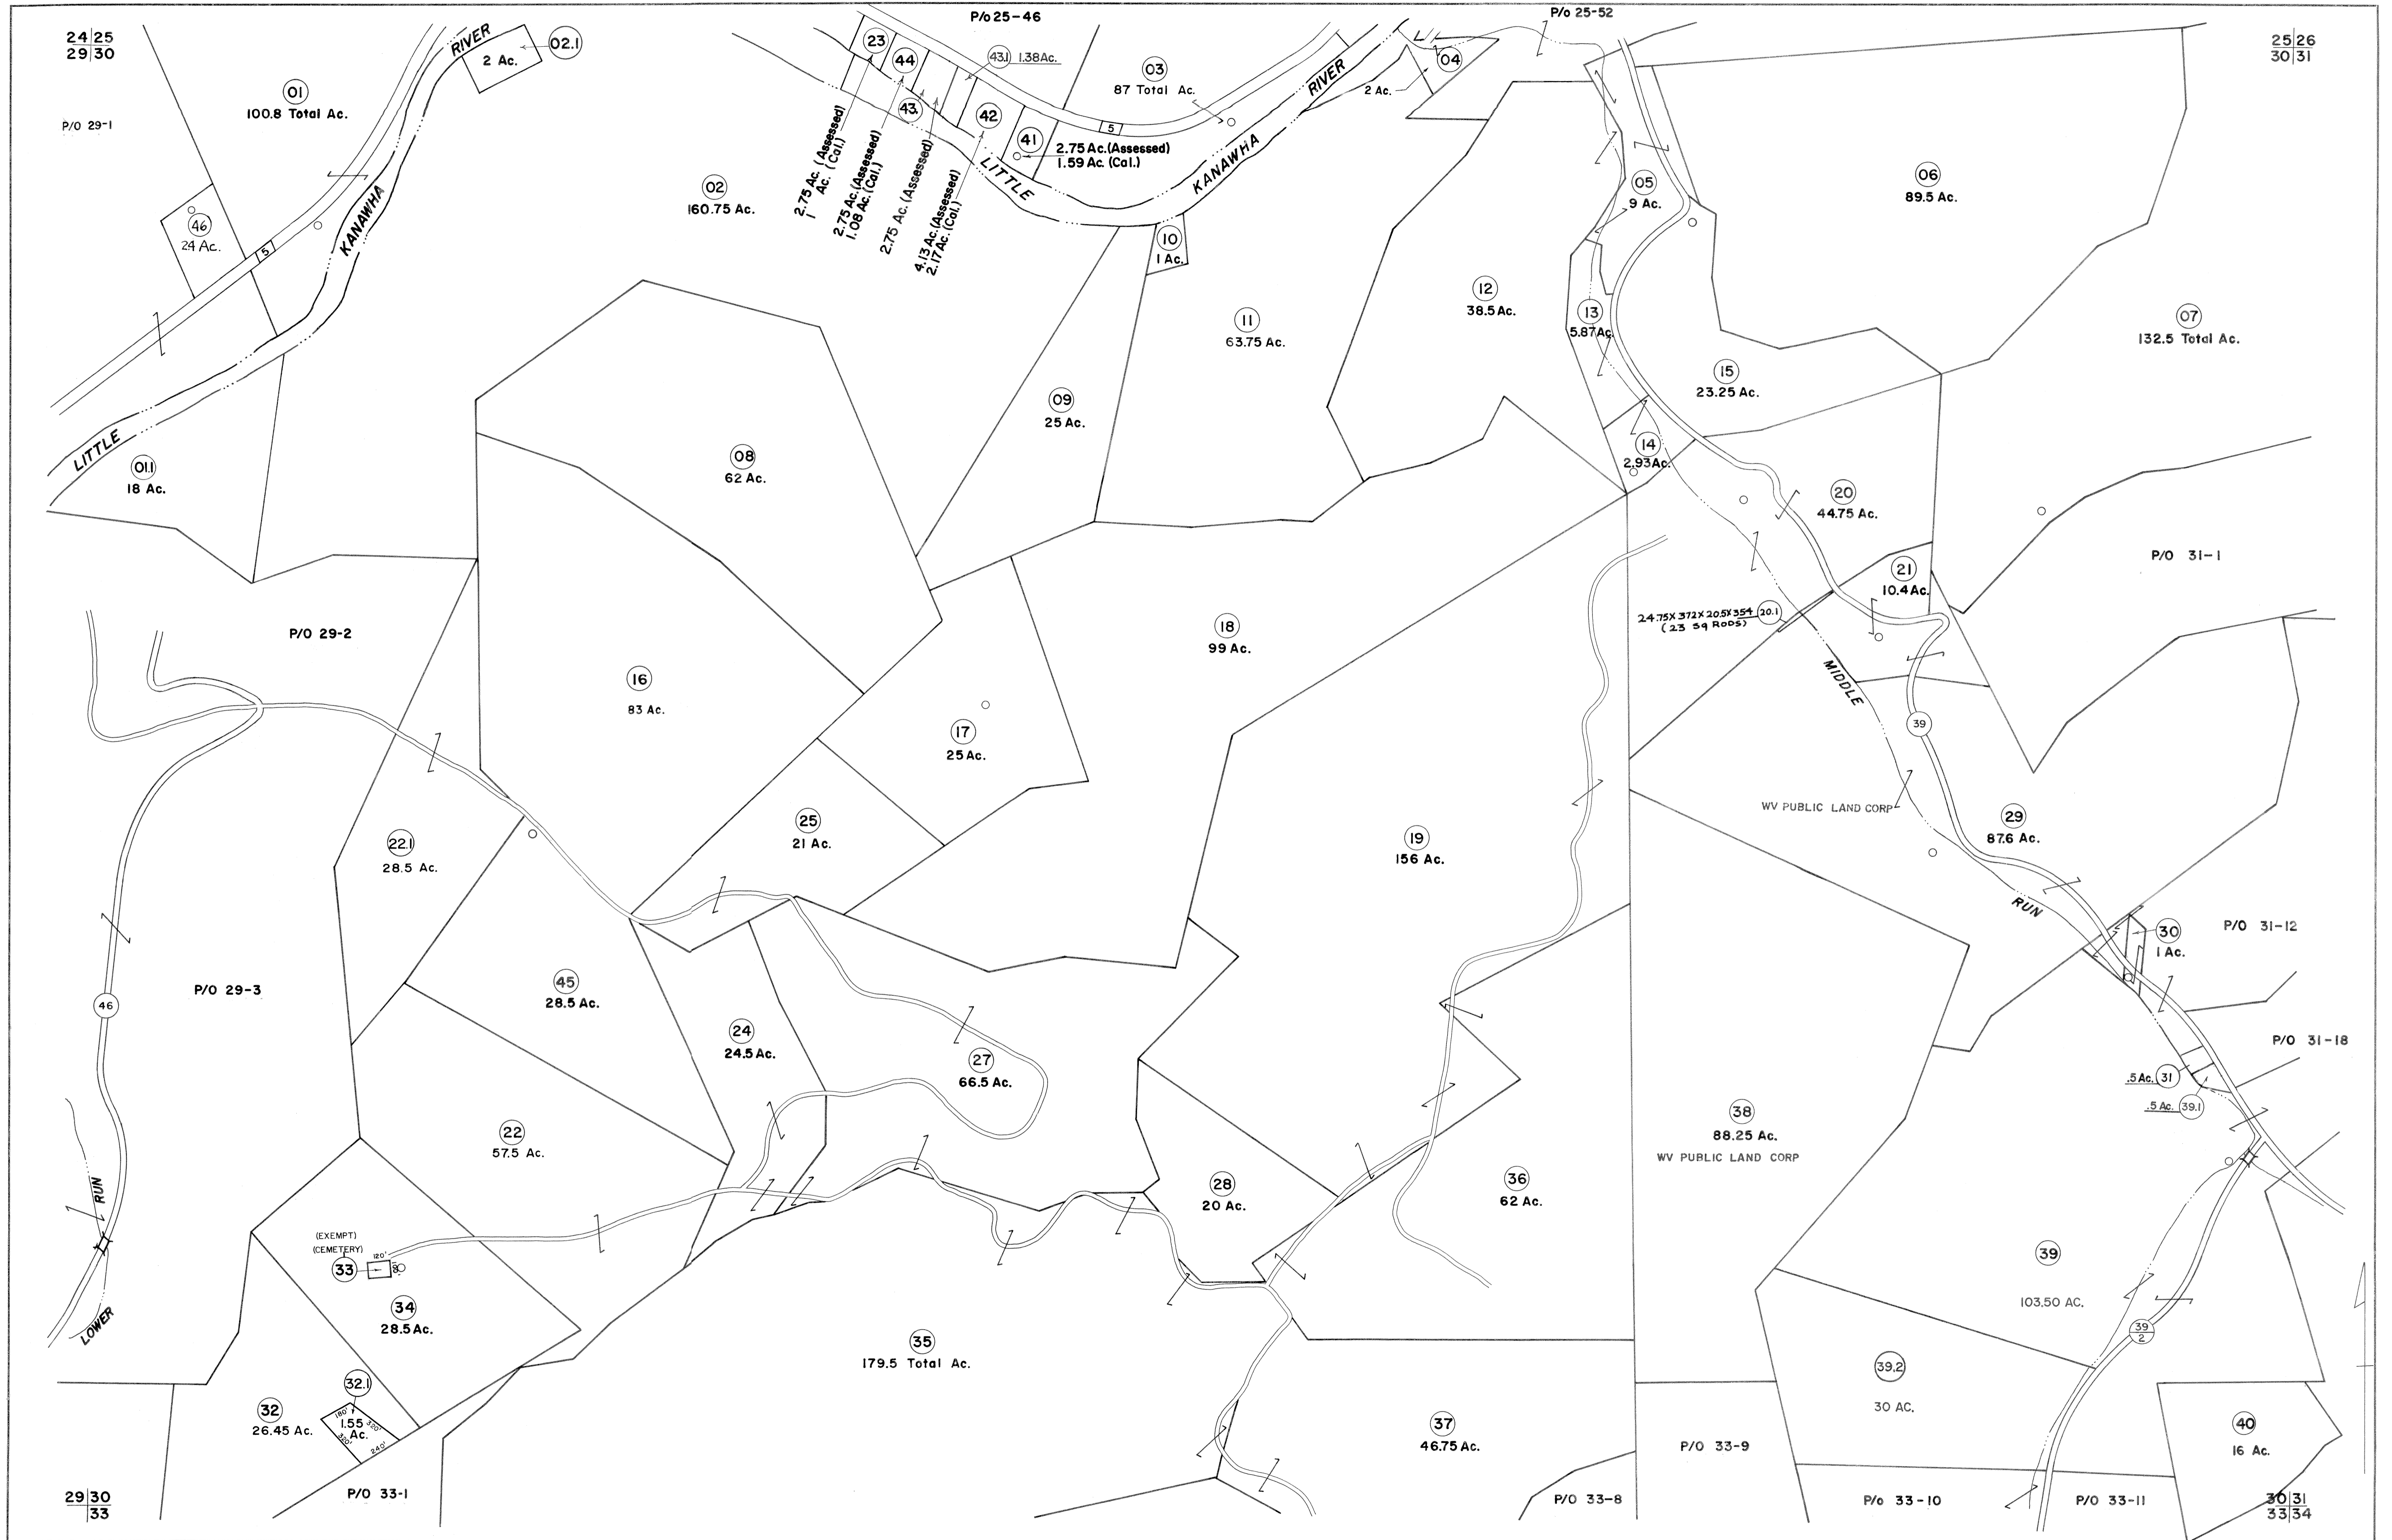 24|25
29|30
P/o 25-46
P/o 25-52
25|26
30|31
RIVER
02.1
2 Ac.
01
100.8 Total Ac.
P/O 29-1
46
24 Ac.
5
KANAWHA
LITTLE
01.1
18 Ac.
23
44
43.1 1.38Ac.
43.
42
41
03
87 Total Ac.
5
RIVER
KANAWHA
LITTLE
04
2 Ac.
2.75 Ac. (Assessed)
1 Ac. (Cal.)
2.75 Ac. (Assessed)
1.08 Ac. (Cal.)
2.75 Ac. (Assessed)
4.13 Ac. (Assessed)
2.17 Ac. (Cal.)
2.75 Ac. (Assessed)
1.59 Ac. (Cal.)
02
160.75 Ac.
05
9 Ac.
06
89.5 Ac.
10
1 Ac.
12
38.5 Ac.
13
5.87Ac.
11
63.75 Ac.
07
132.5 Total Ac.
15
23.25 Ac.
09
25 Ac.
08
62 Ac.
14
2.93Ac.
20
44.75 Ac.
P/O 31-1
21
10.4 Ac.
24.75X372X20.5X354 20.1
(23 Sq RODS)
P/O 29-2
18
99 Ac.
16
83 Ac.
MIDDLE
17
25 Ac.
39
WV PUBLIC LAND CORP
29
87.6 Ac.
25
21 Ac.
19
156 Ac.
22.1
28.5 Ac.
RUN
30
1 Ac.
P/O 31-12
P/O 29-3
45
28.5 Ac.
46
24
24.5 Ac.
27
66.5 Ac.
P/O 31-18
.5 Ac. 31
.5 Ac. 39.1
38
88.25 Ac.
WV PUBLIC LAND CORP
22
57.5 Ac.
28
20 Ac.
36
62 Ac.
RUN
LOWER
(EXEMPT)
(CEMETERY)
120'
33
34
28.5 Ac.
39
103.50 AC.
39
2
35
179.5 Total Ac.
39.2
30 AC.
32.1
32
26.45 Ac.
180'
320'
1.55
Ac.
320'
240'
37
46.75 Ac.
P/O 33-9
40
16 Ac.
29|30
33
P/O 33-1
P/O 33-8
P/o 33-10
P/O 33-11
30|31
33|34